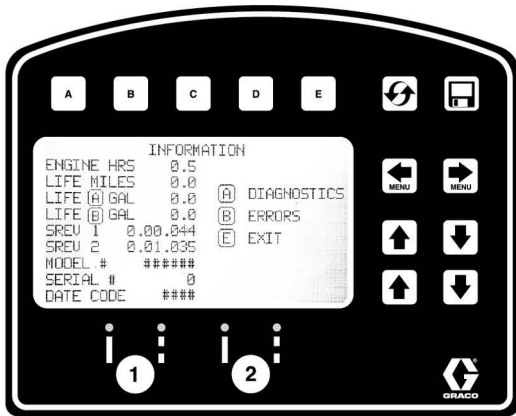 A B C D E
INFORMATION
ENGINE HRS 0.5
LIFE MILES 0.0
LIFE A GAL 0.0
LIFE B GAL 0.0
SREV 1 0.00.044
SREV 2 0.01.035
MODEL # ######
SERIAL # 0
DATE CODE ####
A DIAGNOSTICS
B ERRORS
E EXIT
MENU MENU
1 2
G
GRACO